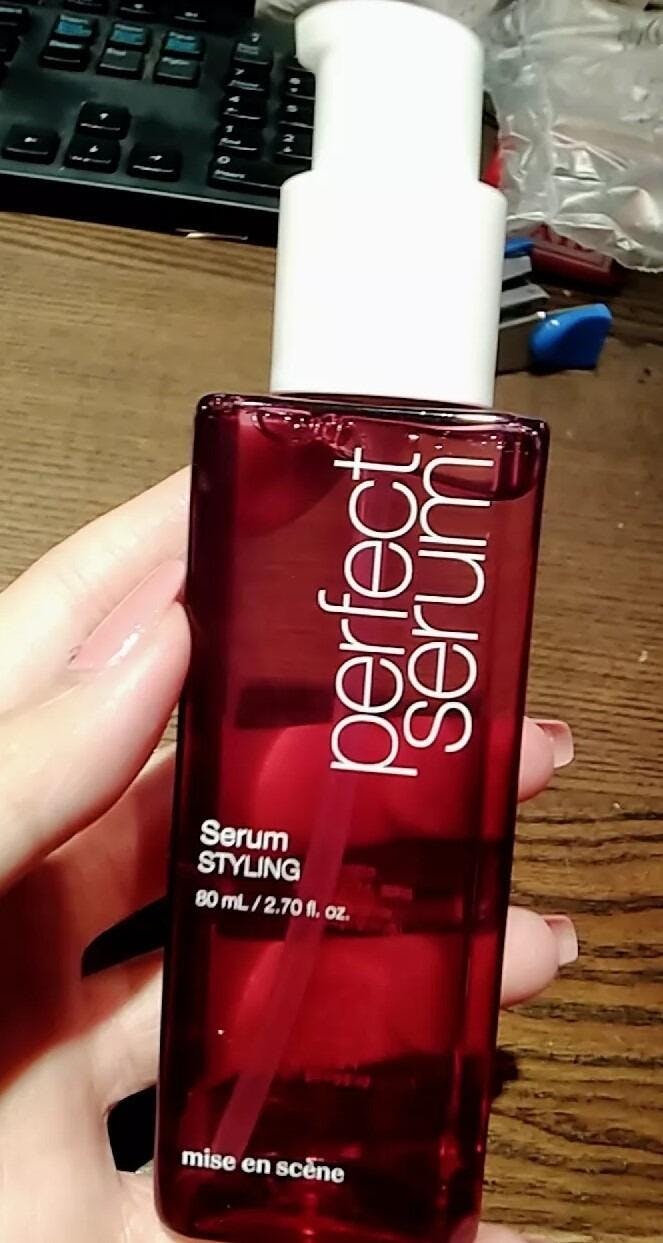 perfect
serum
Serum
STYLING
80 mL / 2.70 fl. oz.
mise en scène